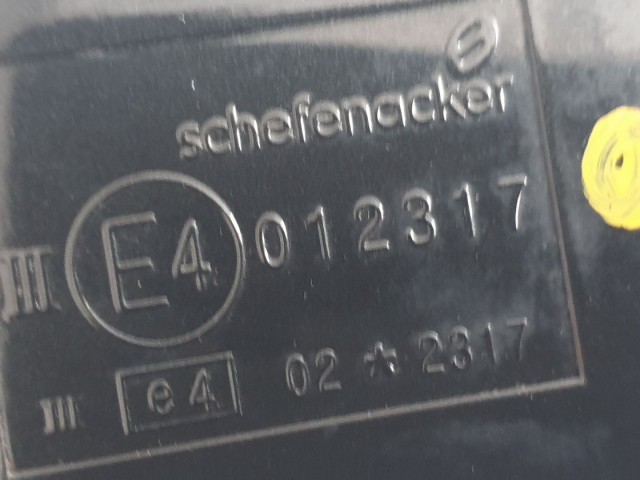 schefenacker
III E4 012317
III e4 02 * 2317